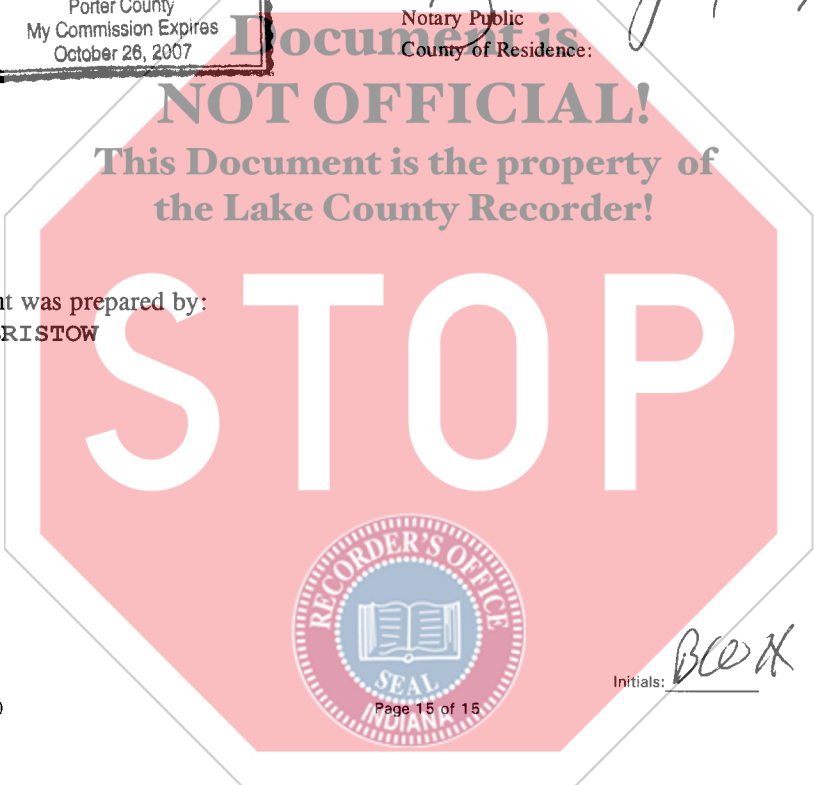 Porter County
My Commission Expires
October 26, 2007
Notary Public
County of Residence:
Document is
NOT OFFICIAL!
This Document is the property of
the Lake County Recorder!
nt was prepared by:
RISTOW
STOP
RECORDER'S OFFICE
SEAL
INDIANA
Initials:
Page 15 of 15